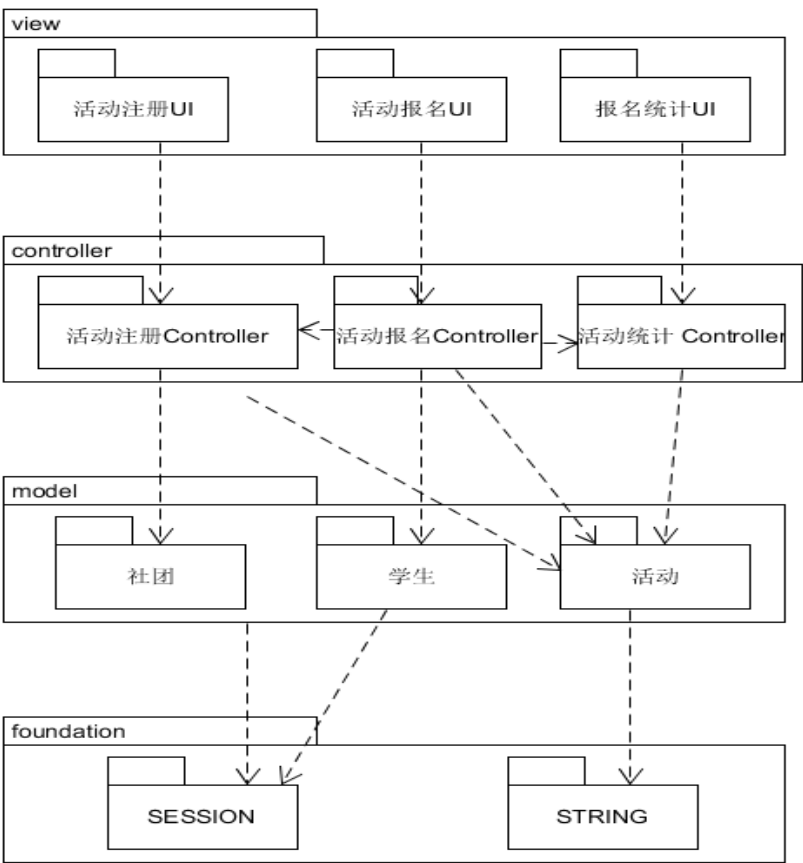 view
活动注册UI
活动报名UI
报名统计UI
controller
活动注册Controller
活动报名Controller
活动统计 Controller
model
社团
学生
活动
foundation
SESSION
STRING